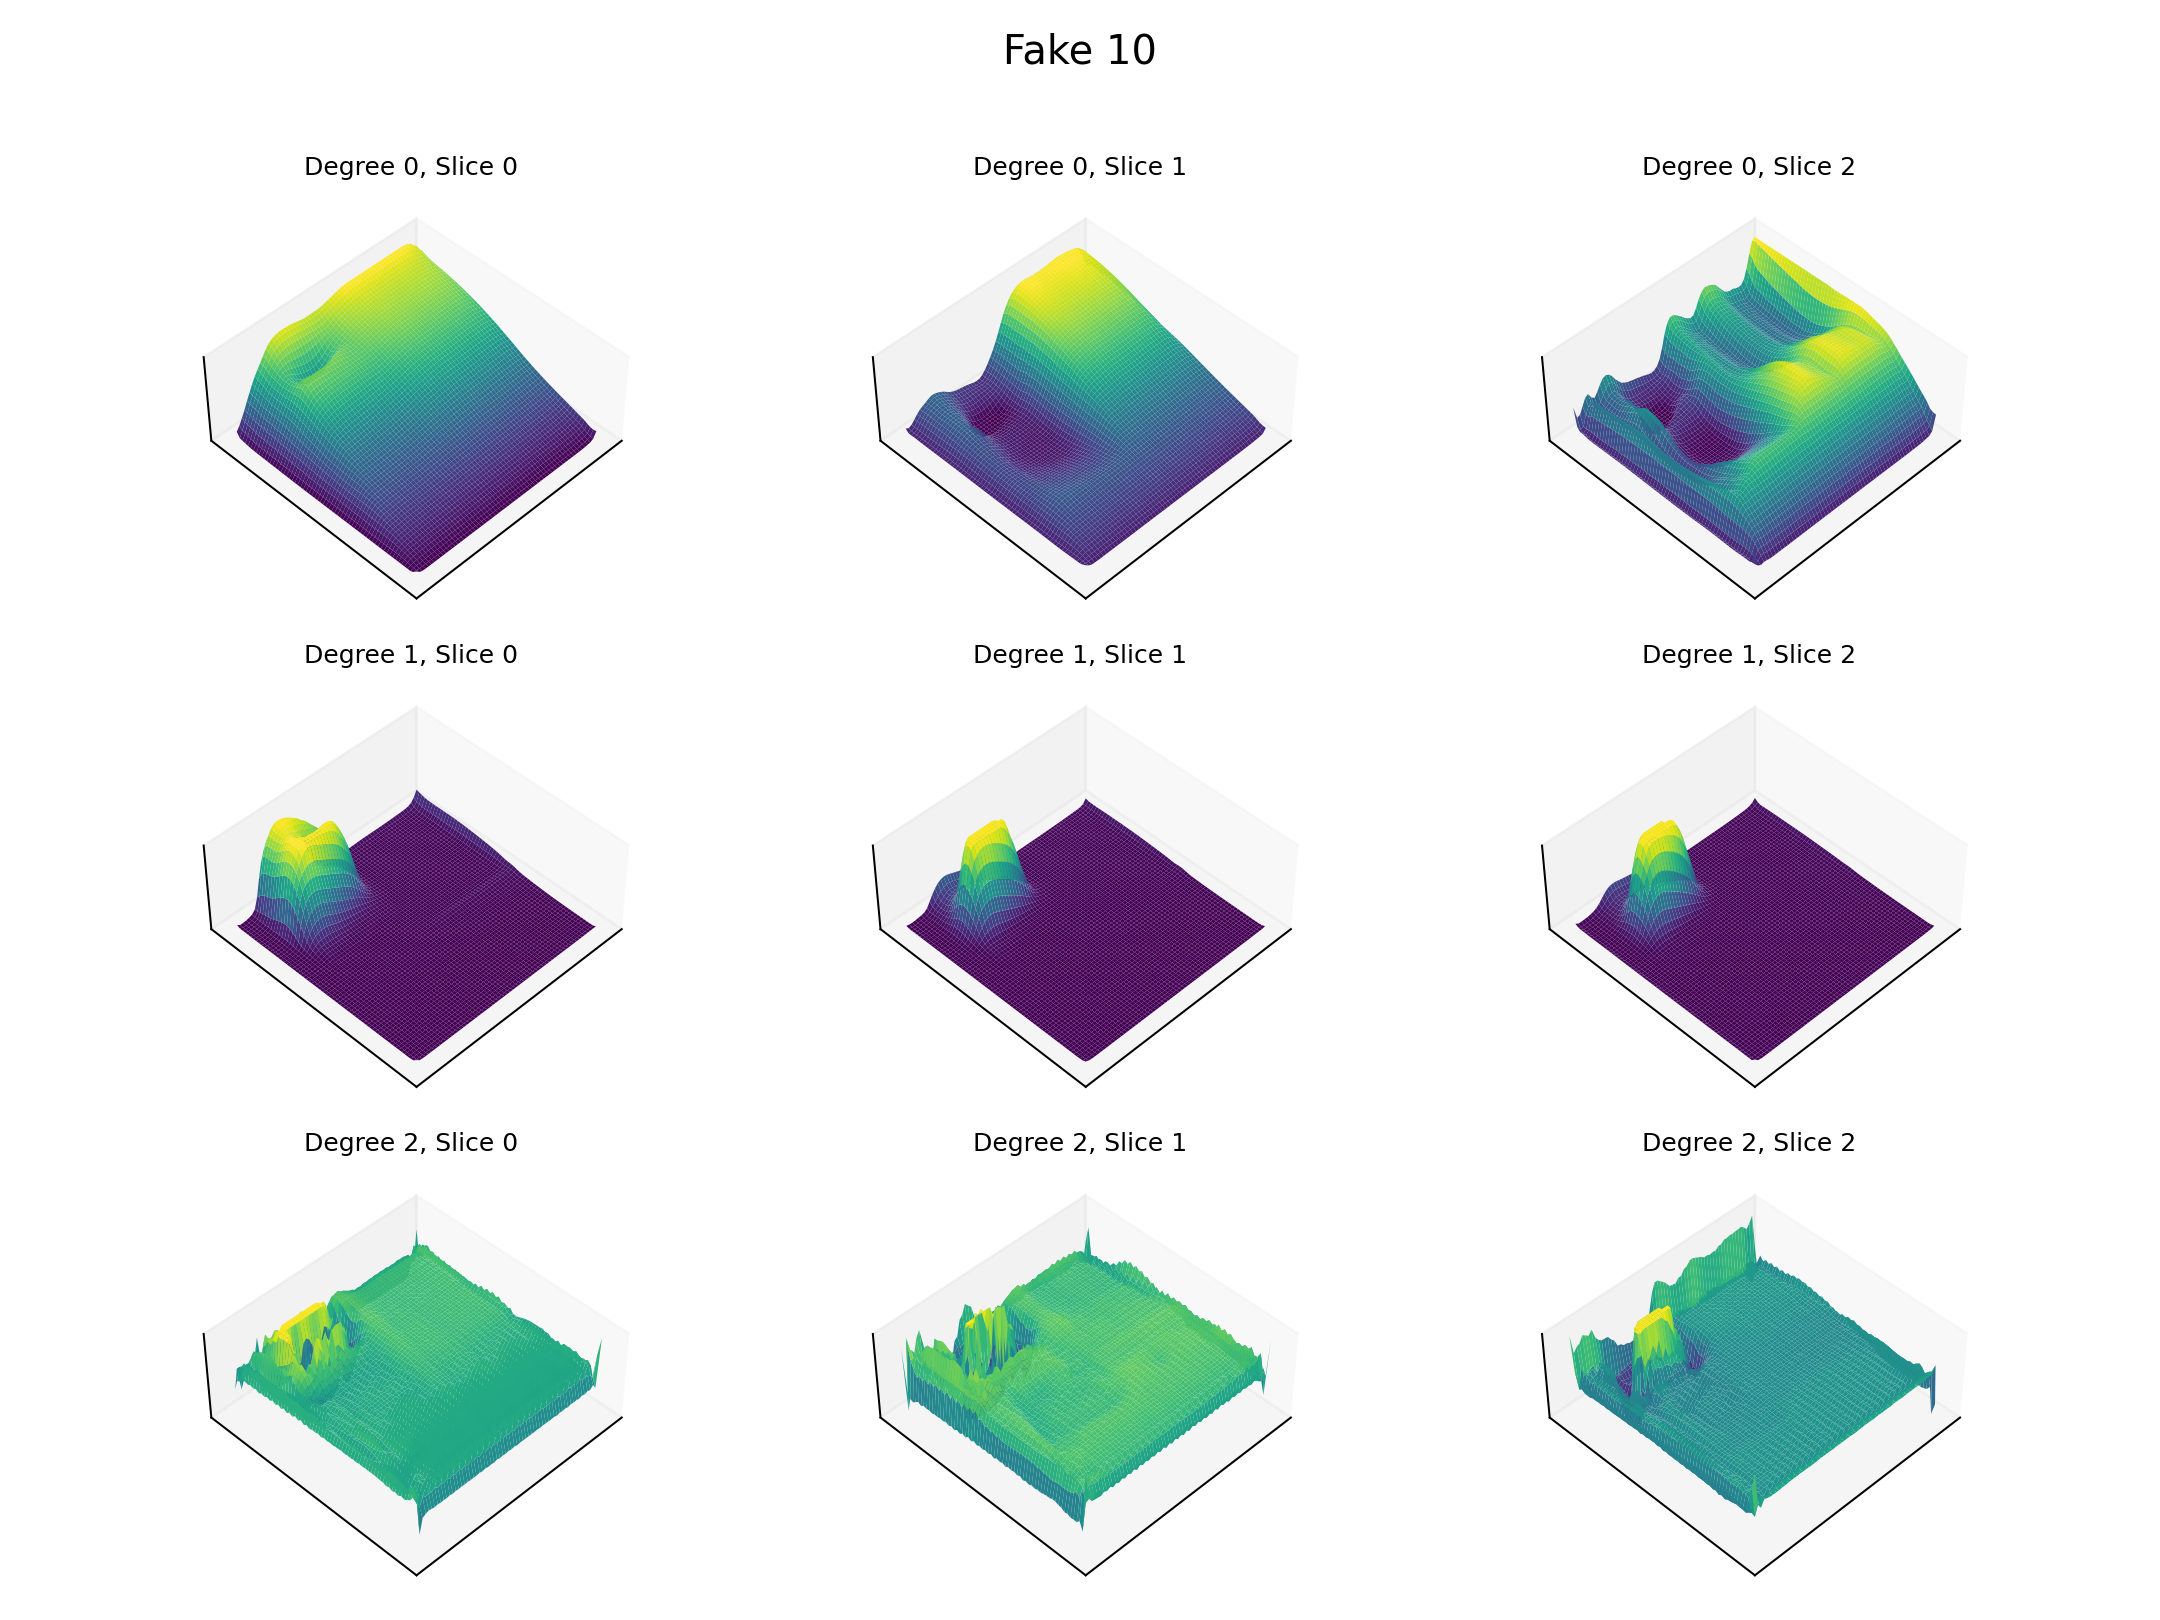 Fake 10
Degree 0, Slice 0
Degree 0, Slice 1
Degree 0, Slice 2
Degree 1, Slice 0
Degree 1, Slice 1
Degree 1, Slice 2
Degree 2, Slice 0
Degree 2, Slice 1
Degree 2, Slice 2